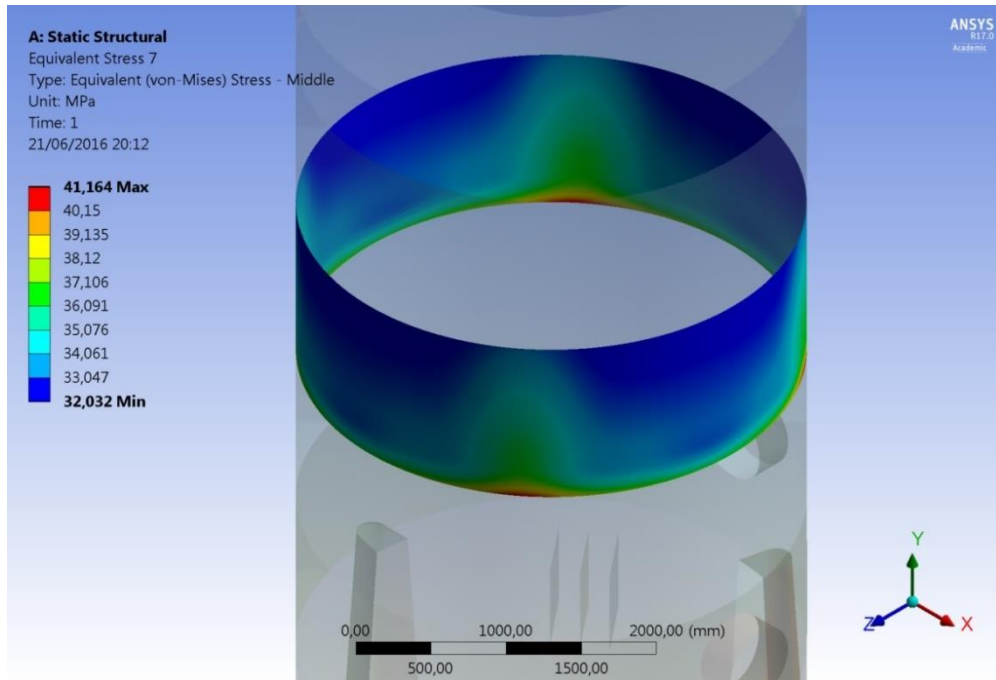 A: Static Structural
Equivalent Stress 7
Type: Equivalent (von-Mises) Stress - Middle
Unit: MPa
Time: 1
21/06/2016 20:12
41,164 Max
40,15
39,135
38,12
37,106
36,091
35,076
34,061
33,047
32,032 Min
ANSYS
R17.0
Academic
Y
Z
X
0,00
1000,00
2000,00 (mm)
500,00
1500,00